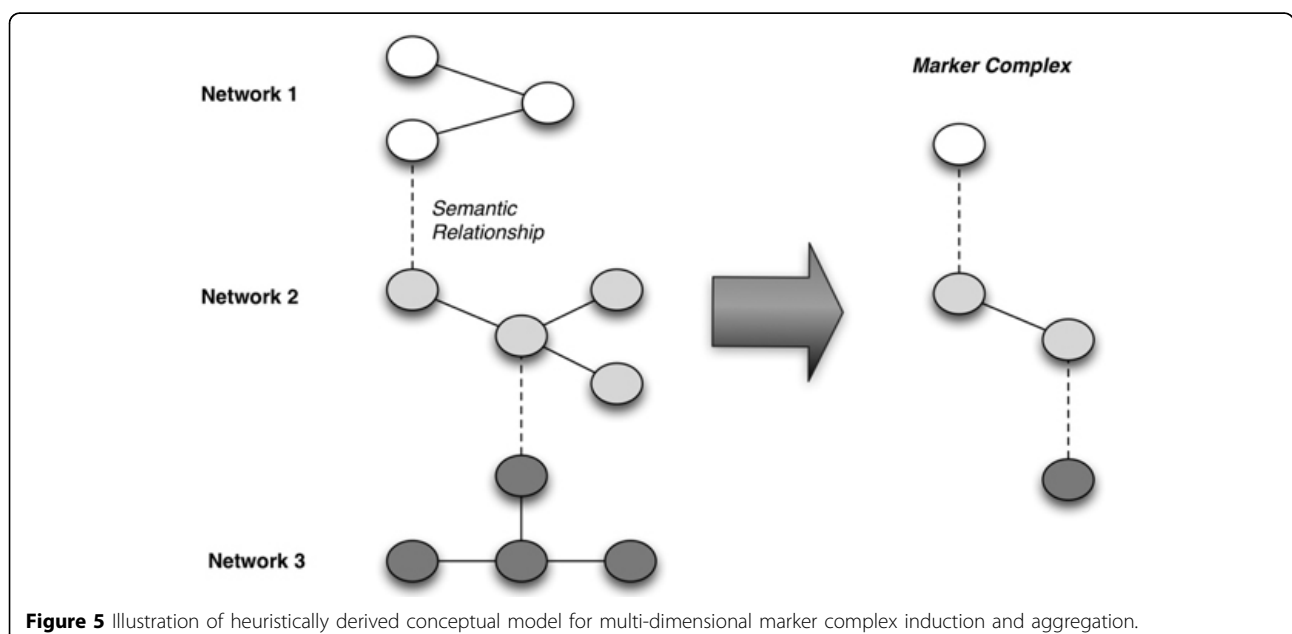 Marker Complex
Network 1
Semantic
Relationship
Network 2
Network 3
Figure 5 Illustration of heuristically derived conceptual model for multi-dimensional marker complex induction and aggregation.